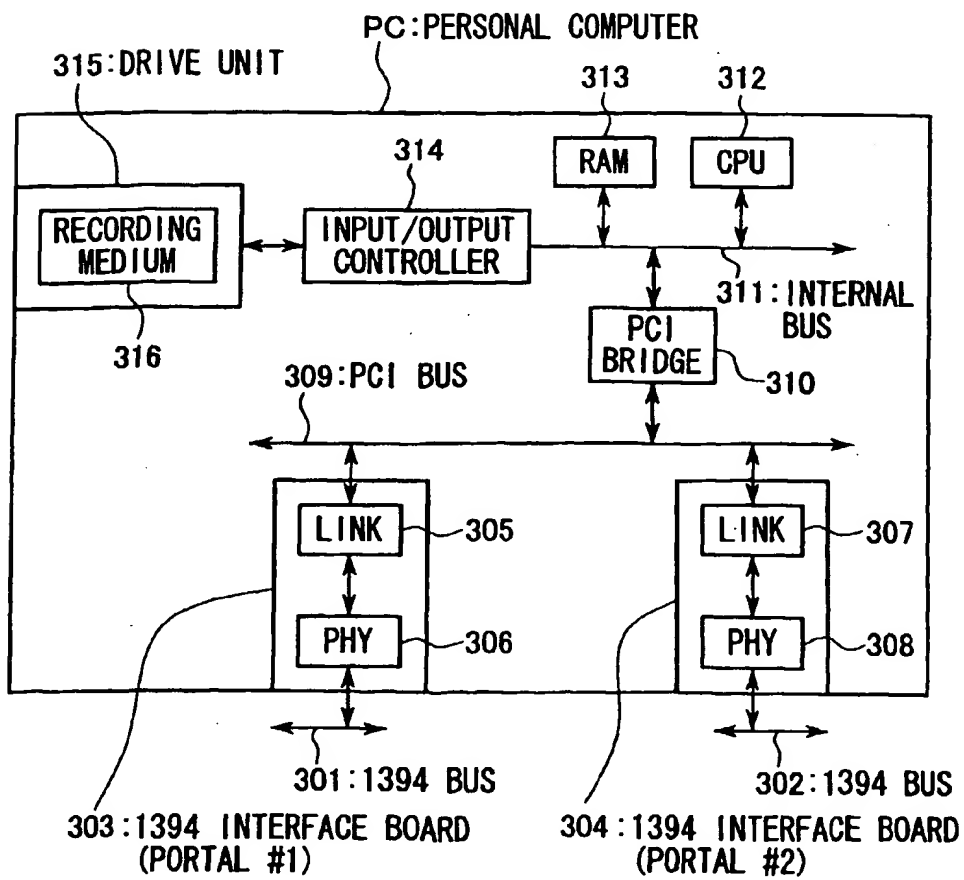 PC:PERSONAL COMPUTER
315:DRIVE UNIT
313
312
314
RAM
CPU
RECORDING
MEDIUM
INPUT/OUTPUT
CONTROLLER
311:INTERNAL
BUS
316
PCI
BRIDGE
310
309:PCI BUS
LINK
305
LINK
307
PHY
306
PHY
308
301:1394 BUS
302:1394 BUS
303:1394 INTERFACE BOARD
(PORTAL #1)
304:1394 INTERFACE BOARD
(PORTAL #2)